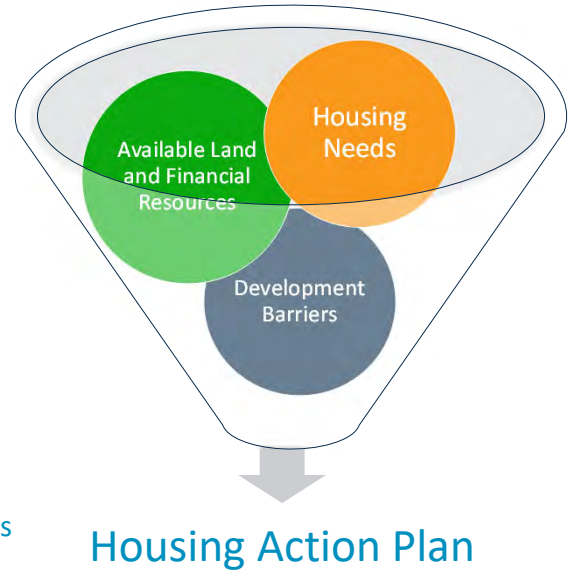 Housing
Needs
Available Land
and Financial
Resources
Development
Barriers
s
Housing Action Plan